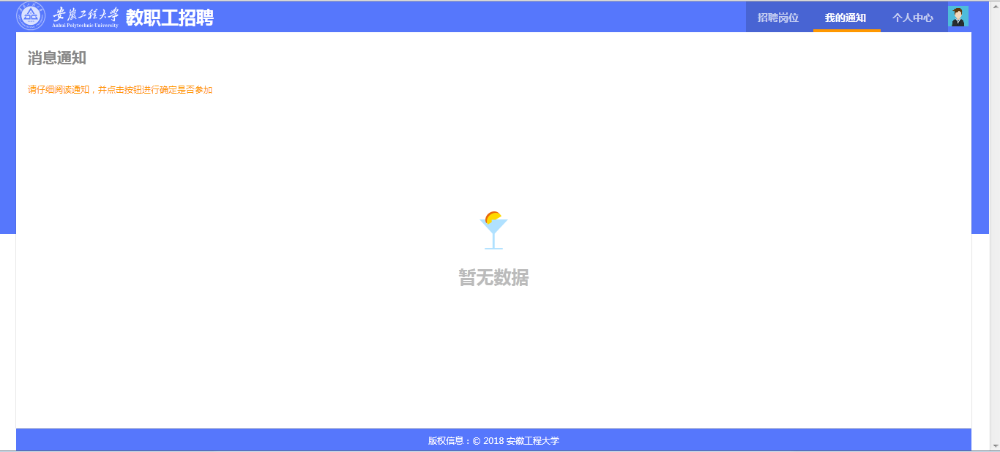 安徽工程大学
Anhui Polytechnic University
教职工招聘
招聘岗位
我的通知
个人中心
消息通知
请仔细阅读通知，并点击按钮进行确定是否参加
暂无数据
版权信息：© 2018 安徽工程大学